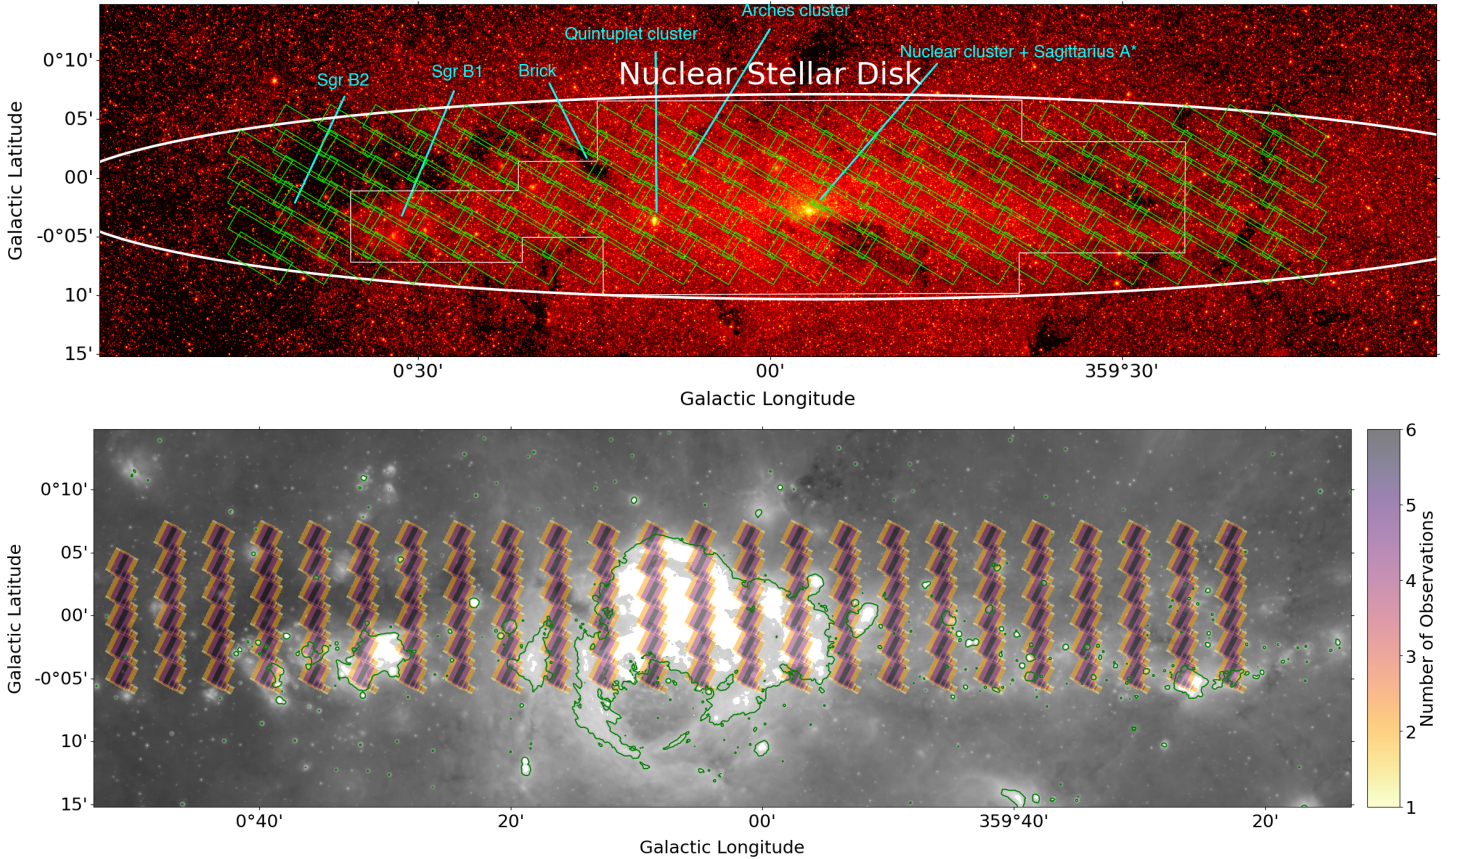 Arches cluster
Quintuplet cluster
Nuclear cluster + Sagittarius A*
Sgr B2
Sgr B1
Brick
Nuclear Stellar Disk
0°10'
05'
00'
-0°05'
10'
15'
Galactic Latitude
0°30'
00'
359°30'
Galactic Longitude
0°10'
05'
00'
-0°05'
10'
15'
Galactic Latitude
0°40'
20'
00'
359°40'
20'
Galactic Longitude
6
5
4
3
2
1
Number of Observations